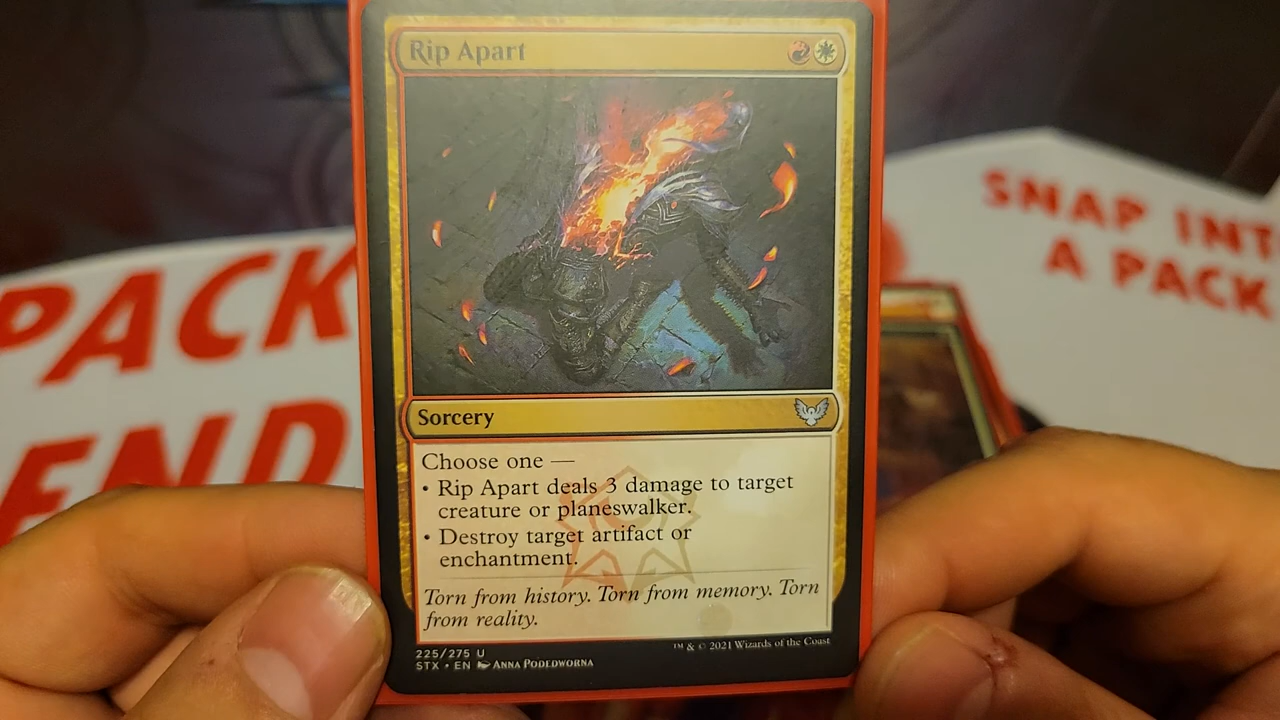 Rip Apart
SNAP INT
A PACK
PACK
END
Sorcery
Choose one —
• Rip Apart deals 3 damage to target
creature or planeswalker.
• Destroy target artifact or
enchantment.
Torn from history. Torn from memory. Torn
from reality.
225/275 U
STX • EN ANNA PODEDWORNA
™ & © 2021 Wizards of the Coast